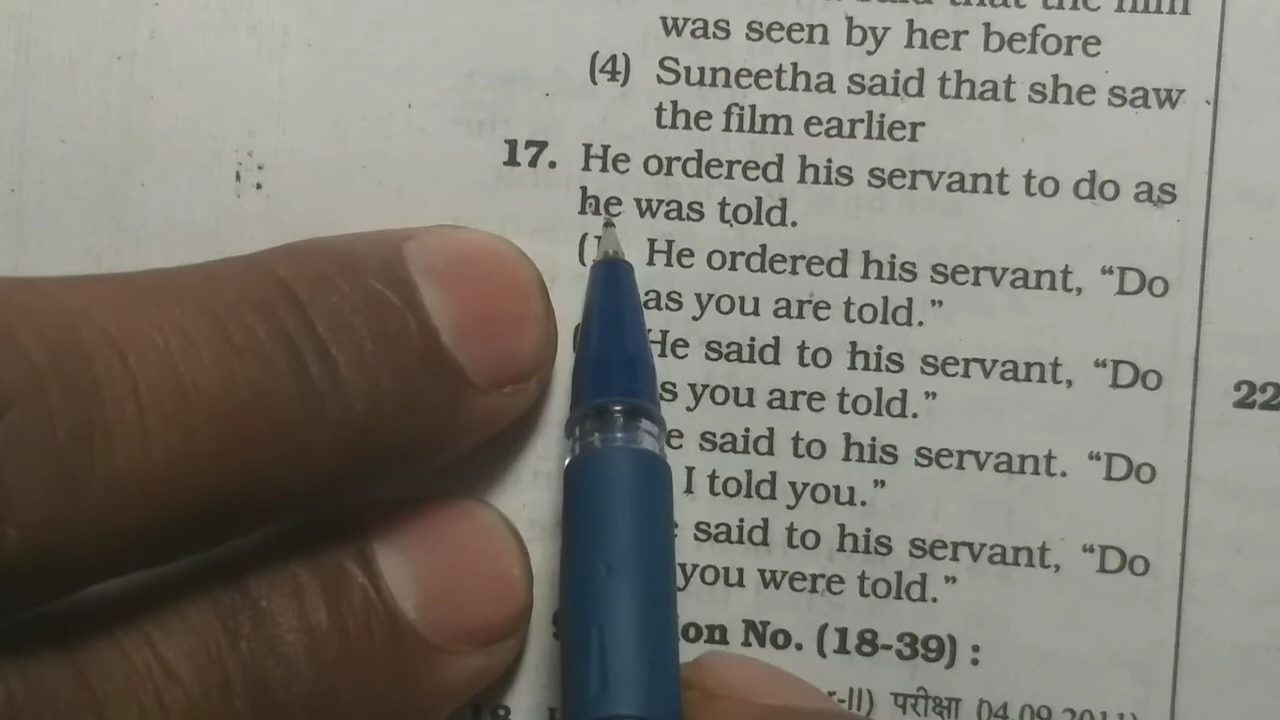 was seen by her before
(4) Suneetha said that she saw
the film earlier
17. He ordered his servant to do as
he was told.
He ordered his servant, “Do
as you are told.”
He said to his servant, “Do
you are told.”
said to his servant. “Do
I told you.”
said to his servant, “Do
you were told.”
22
No. (18-39) :
परीक्षा 04.09.2011)